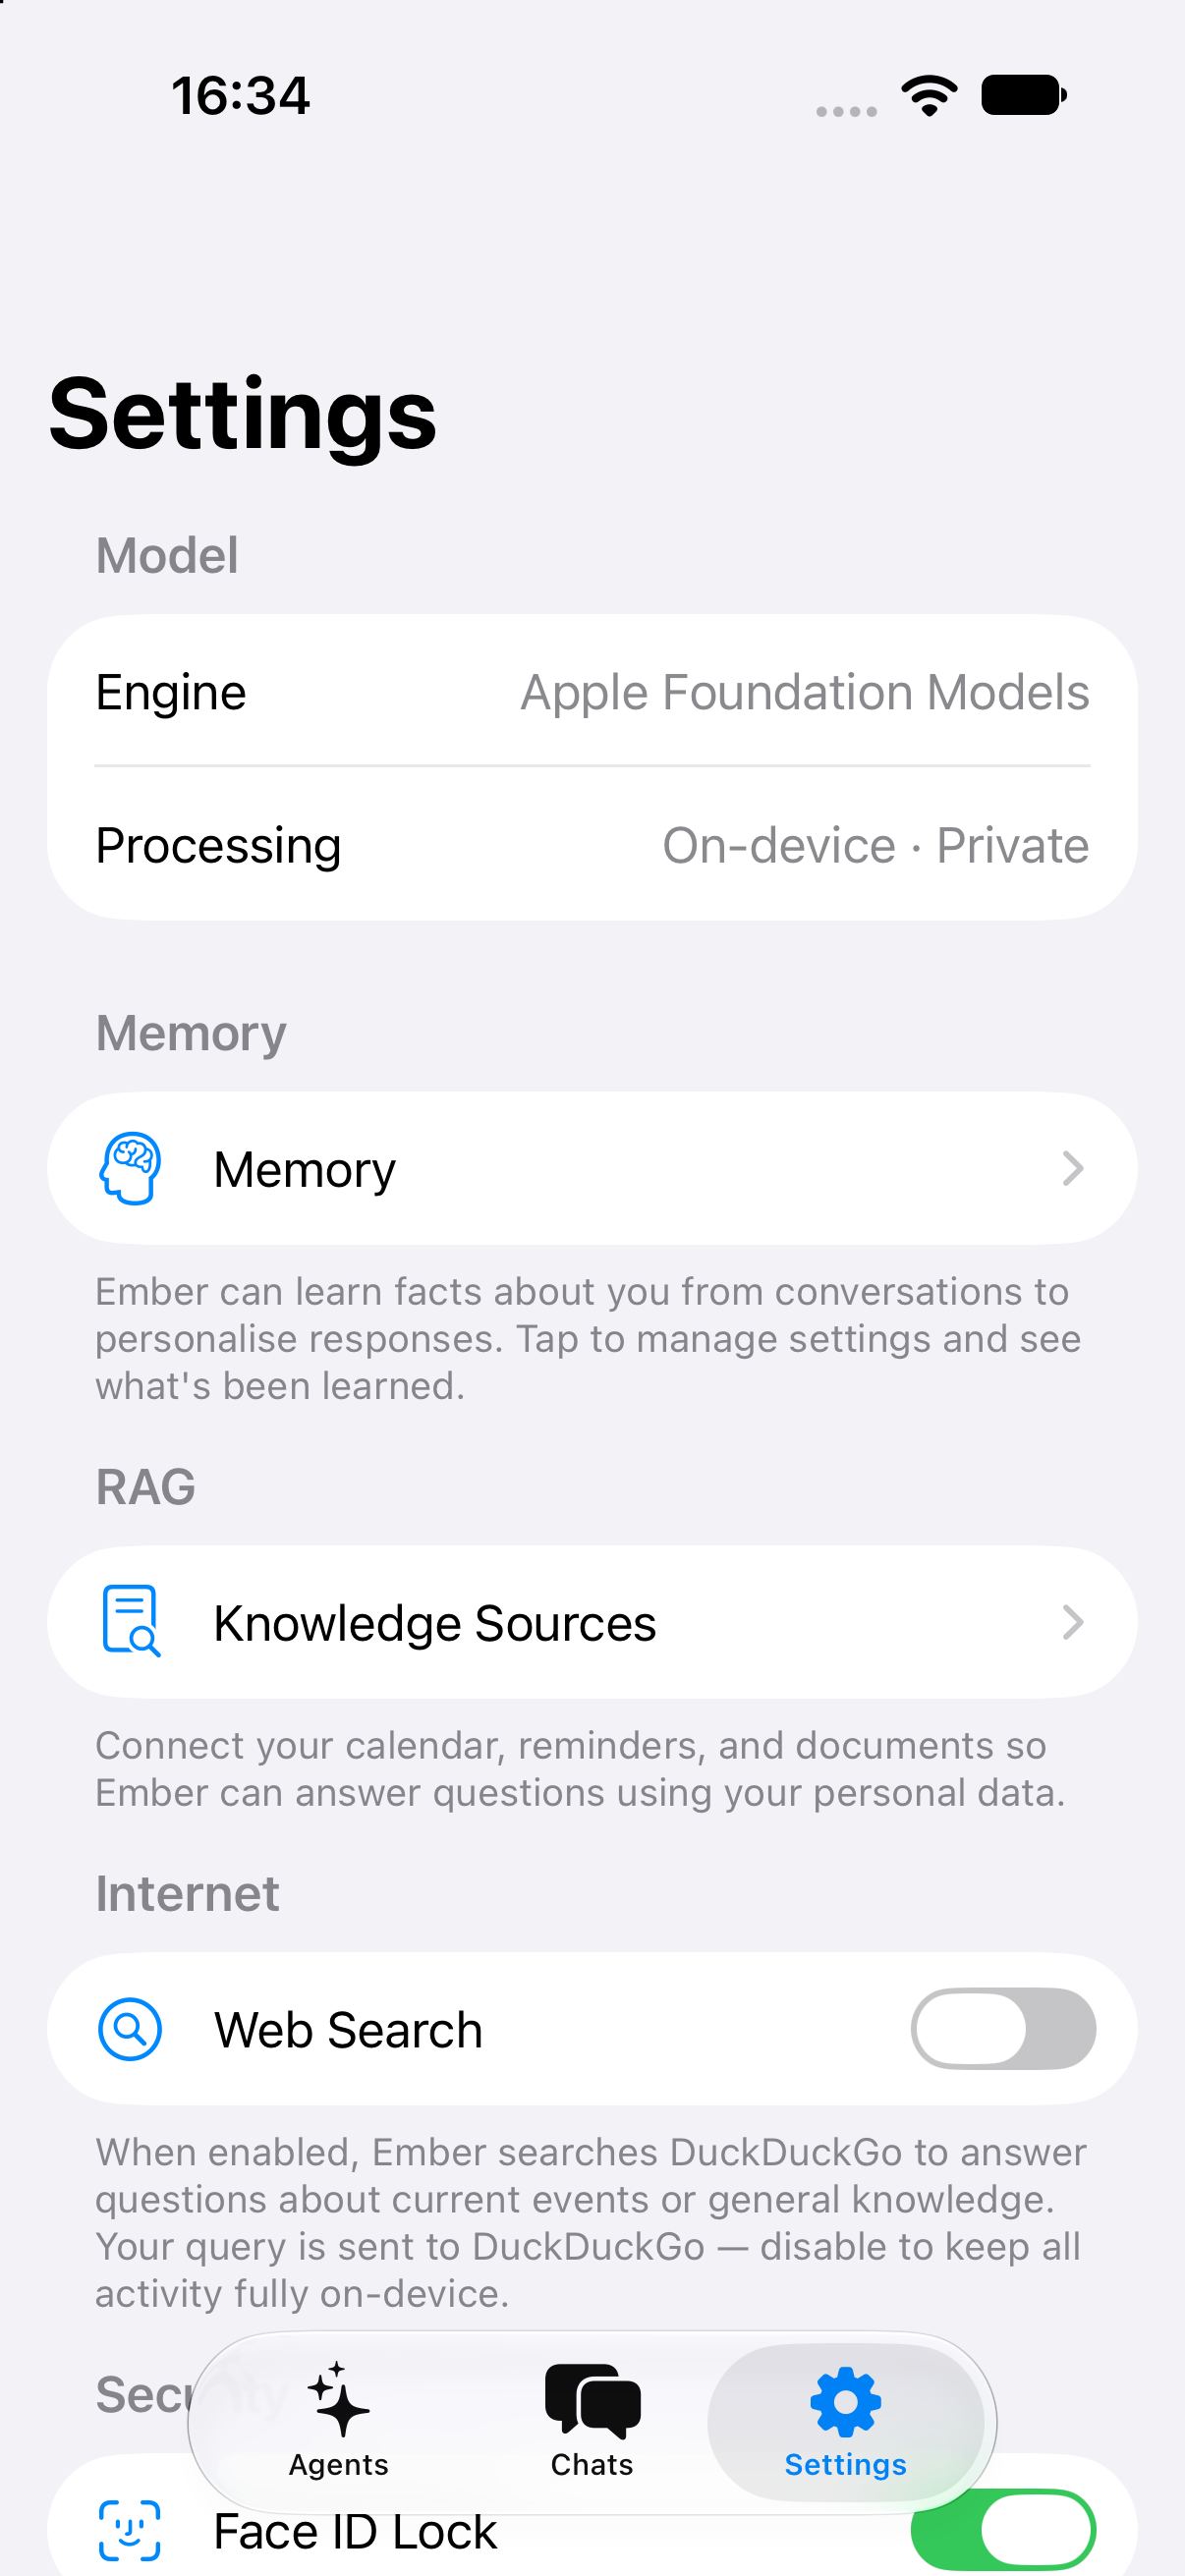 16:34
Settings
Model
Engine
Apple Foundation Models
Processing
On-device · Private
Memory
Memory
Ember can learn facts about you from conversations to
personalise responses. Tap to manage settings and see
what's been learned.
RAG
Knowledge Sources
Connect your calendar, reminders, and documents so
Ember can answer questions using your personal data.
Internet
Web Search
When enabled, Ember searches DuckDuckGo to answer
questions about current events or general knowledge.
Your query is sent to DuckDuckGo — disable to keep all
activity fully on-device.
Security
Agents
Chats
Settings
Face ID Lock